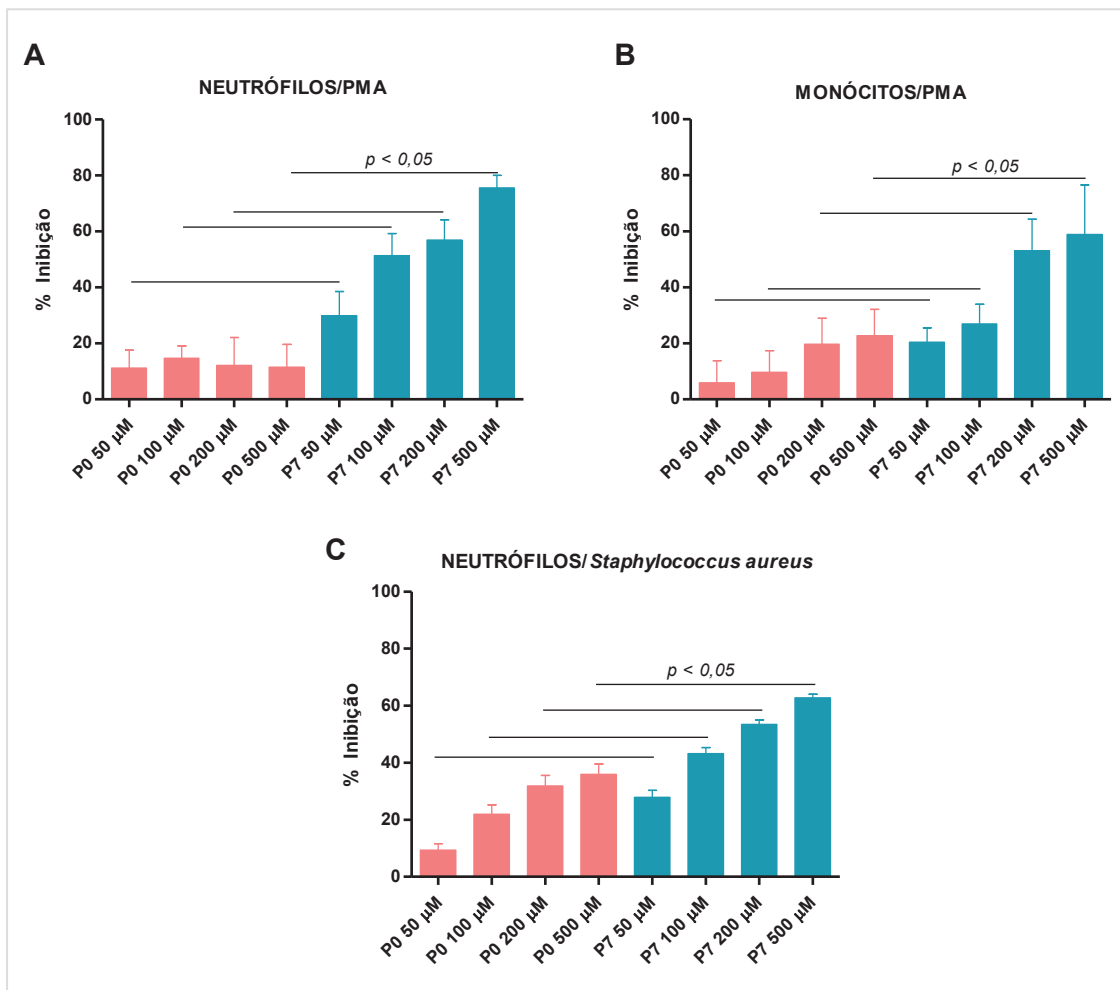 A
NEUTRÓFILOS/PMA
% Inibição
100
80
60
40
20
0
p < 0,05
P0 50 µM
P0 100 µM
P0 200 µM
P0 500 µM
P7 50 µM
P7 100 µM
P7 200 µM
P7 500 µM
B
MONÓCITOS/PMA
% Inibição
100
80
60
40
20
0
p < 0,05
P0 50 µM
P0 100 µM
P0 200 µM
P0 500 µM
P7 50 µM
P7 100 µM
P7 200 µM
P7 500 µM
C
NEUTRÓFILOS/Staphylococcus aureus
% Inibição
100
80
60
40
20
0
p < 0,05
P0 50 µM
P0 100 µM
P0 200 µM
P0 500 µM
P7 50 µM
P7 100 µM
P7 200 µM
P7 500 µM